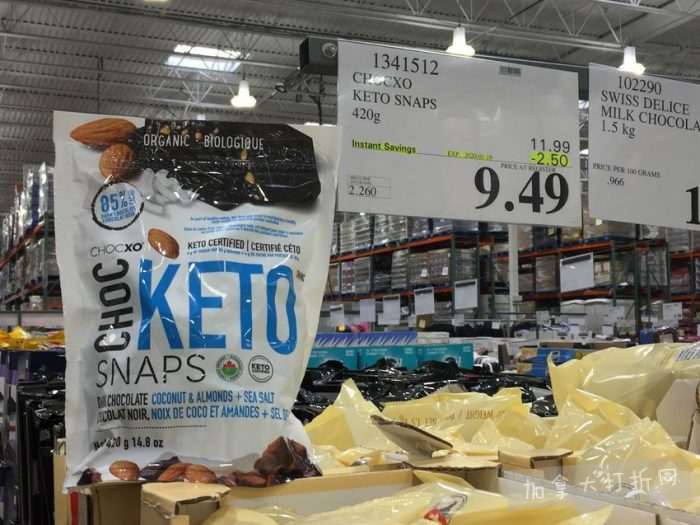 ORGANIC • BIOLOGIQUE
85%
CHOCXO
KETO CERTIFIED | CERTIFIÉ CÉTO
CHOC
KETO
SNAPS
KETO
CHOCOLATE COCONUT & ALMONDS + SEA SALT
NOIX DE COCO ET AMANDES + SEL
420 g 14.8 oz
1341512
CHOCXO
KETO SNAPS
420g
Instant Savings
EXP.
11.99
-2.50
PRICE AT REGISTER
9.49
2.260
102290
SWISS DELICE
MILK CHOCOLA
1.5 kg
PRICE PER 100 GRAMS
.966
1
加拿大打折网